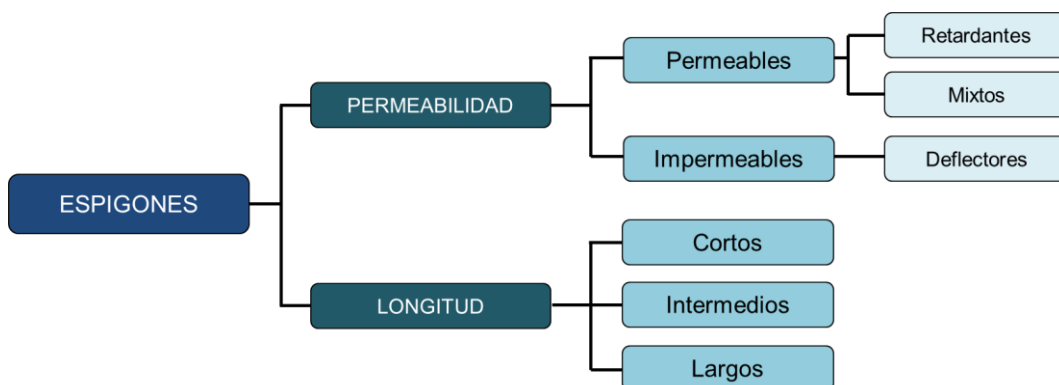 ESPIGONES
PERMEABILIDAD
Permeables
Retardantes
Mixtos
Impermeables
Deflectores
LONGITUD
Cortos
Intermedios
Largos